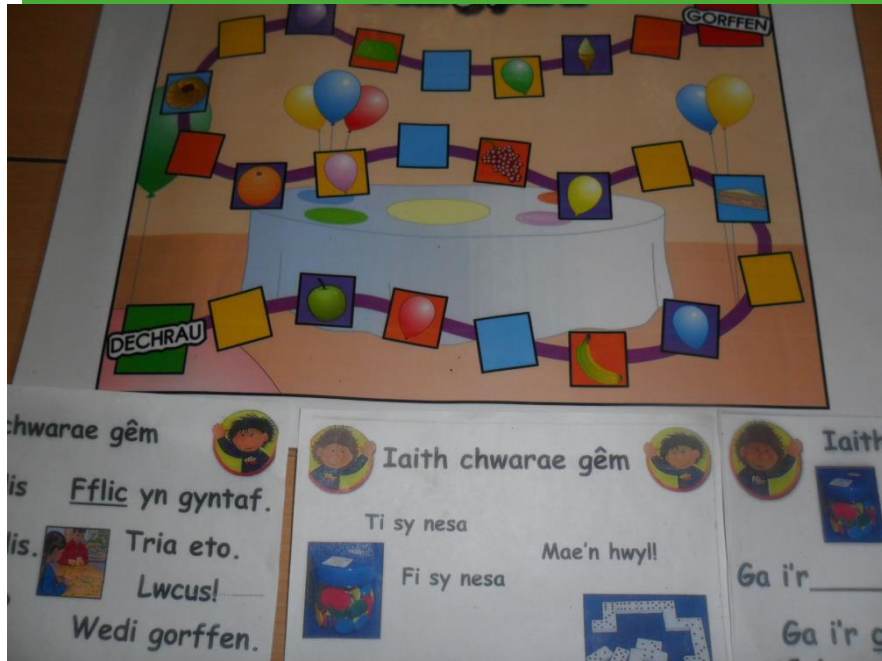 GORFFEN
DECHRAU
chwarae gêm
Fflic yn gyntaf.
Tria eto.
Lwcus!
Wedi gorffen.
Iaith chwarae gêm
Ti sy nesa
Mae'n hwyl!
Fi sy nesa
Ga i'r
Ga i'r